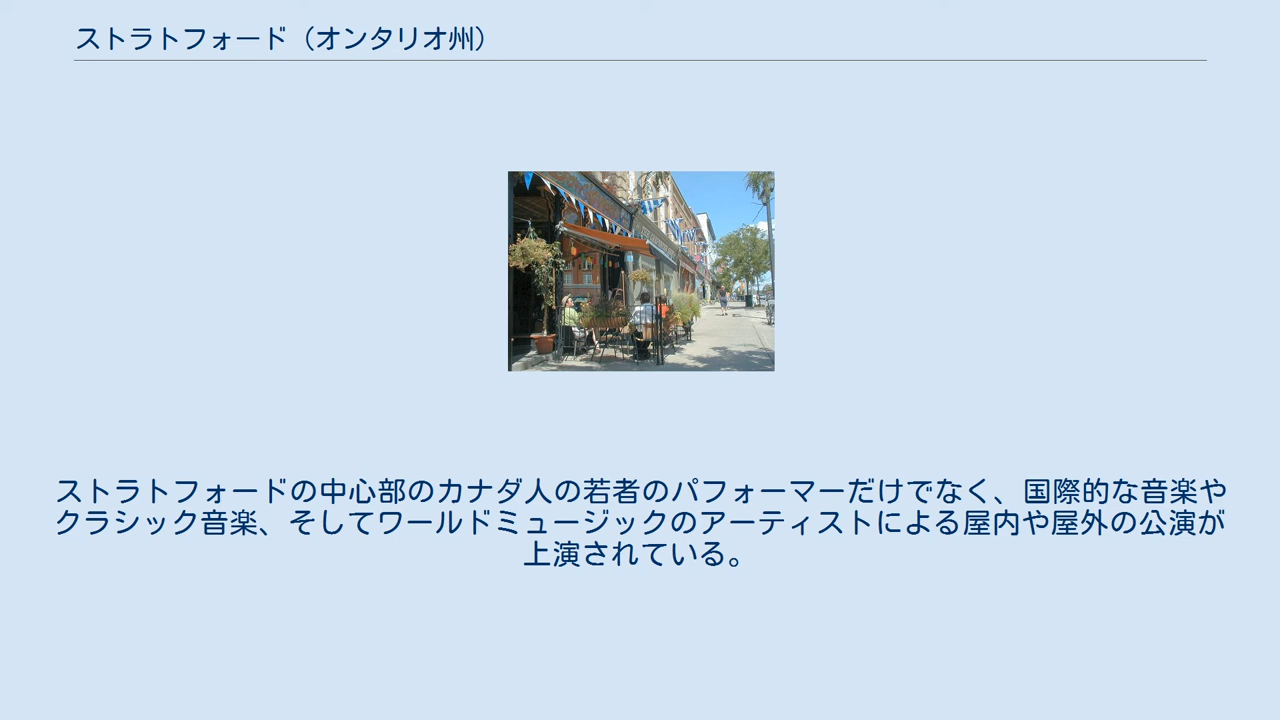 ストラトフォード（オンタリオ州）
ストラトフォードの中心部のカナダ人の若者のパフォーマーだけでなく、国際的な音楽や
クラシック音楽、そしてワールドミュージックのアーティストによる屋内や屋外の公演が
上演されている。